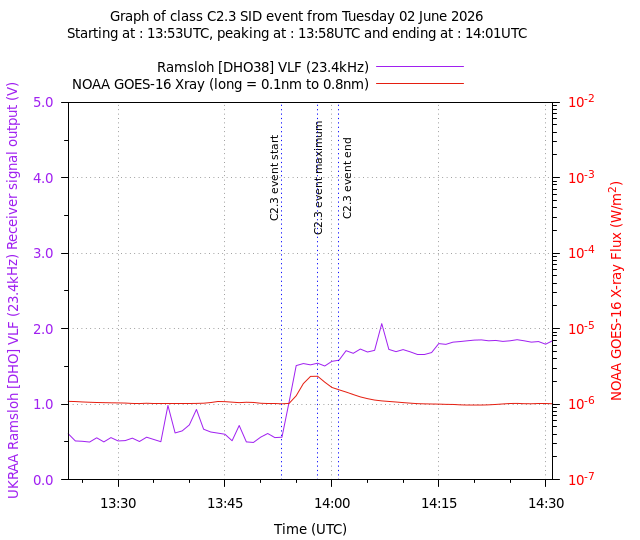 Graph of class C2.3 SID event from Tuesday 02 June 2026
Starting at : 13:53UTC, peaking at : 13:58UTC and ending at : 14:01UTC
Ramsloh [DHO38] VLF (23.4kHz)
NOAA GOES-16 Xray (long = 0.1nm to 0.8nm)
UKRAA Ramsloh [DHO] VLF (23.4kHz) Receiver signal output (V)
5.0
4.0
3.0
2.0
1.0
0.0
C2.3 event start
C2.3 event maximum
C2.3 event end
10-2
10-3
10-4
10-5
10-6
10-7
NOAA GOES-16 X-ray Flux (W/m2)
13:30 13:45 14:00 14:15 14:30
Time (UTC)